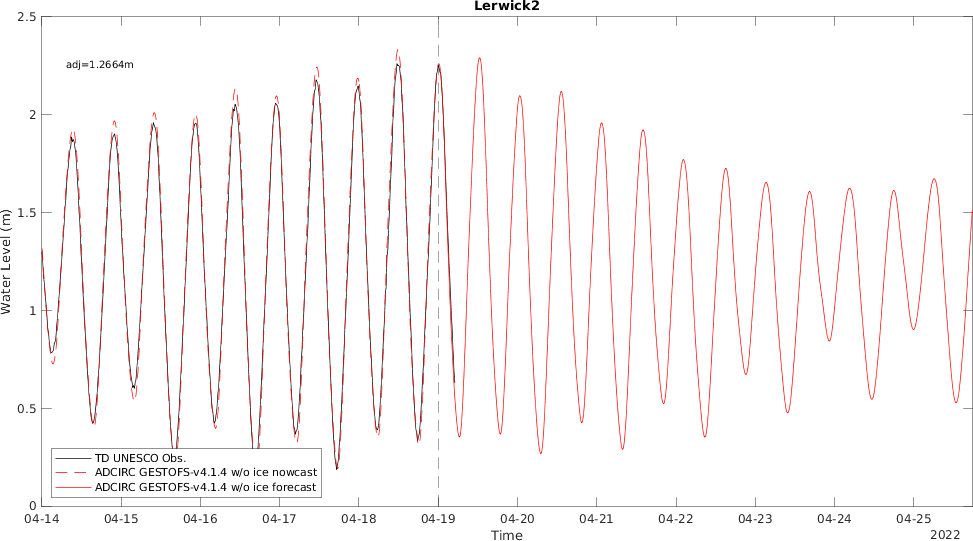 Lerwick2
adj=1.2664m
Water Level (m)
2.5
2
1.5
1
0.5
0
TD UNESCO Obs.
ADCIRC GESTOFS-v4.1.4 w/o ice nowcast
ADCIRC GESTOFS-v4.1.4 w/o ice forecast
04-14 04-15 04-16 04-17 04-18 04-19 04-20 04-21 04-22 04-23 04-24 04-25
Time
2022